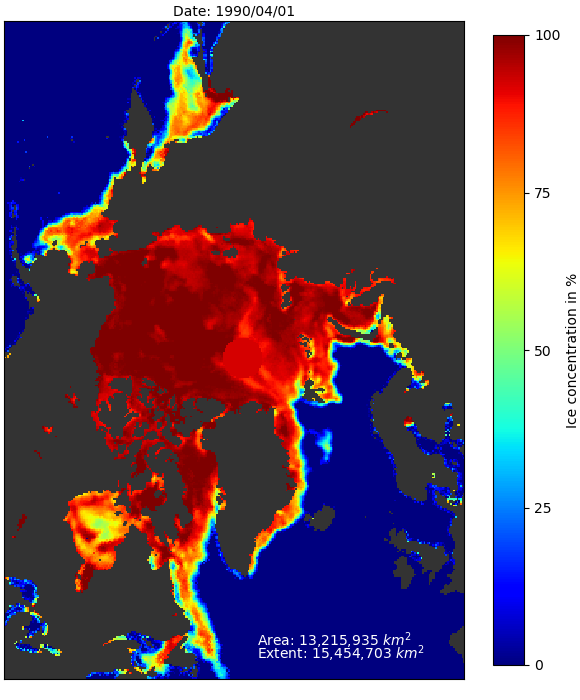 Date: 1990/04/01
100
75
50
25
0
Ice concentration in %
Area: 13,215,935 km²
Extent: 15,454,703 km²